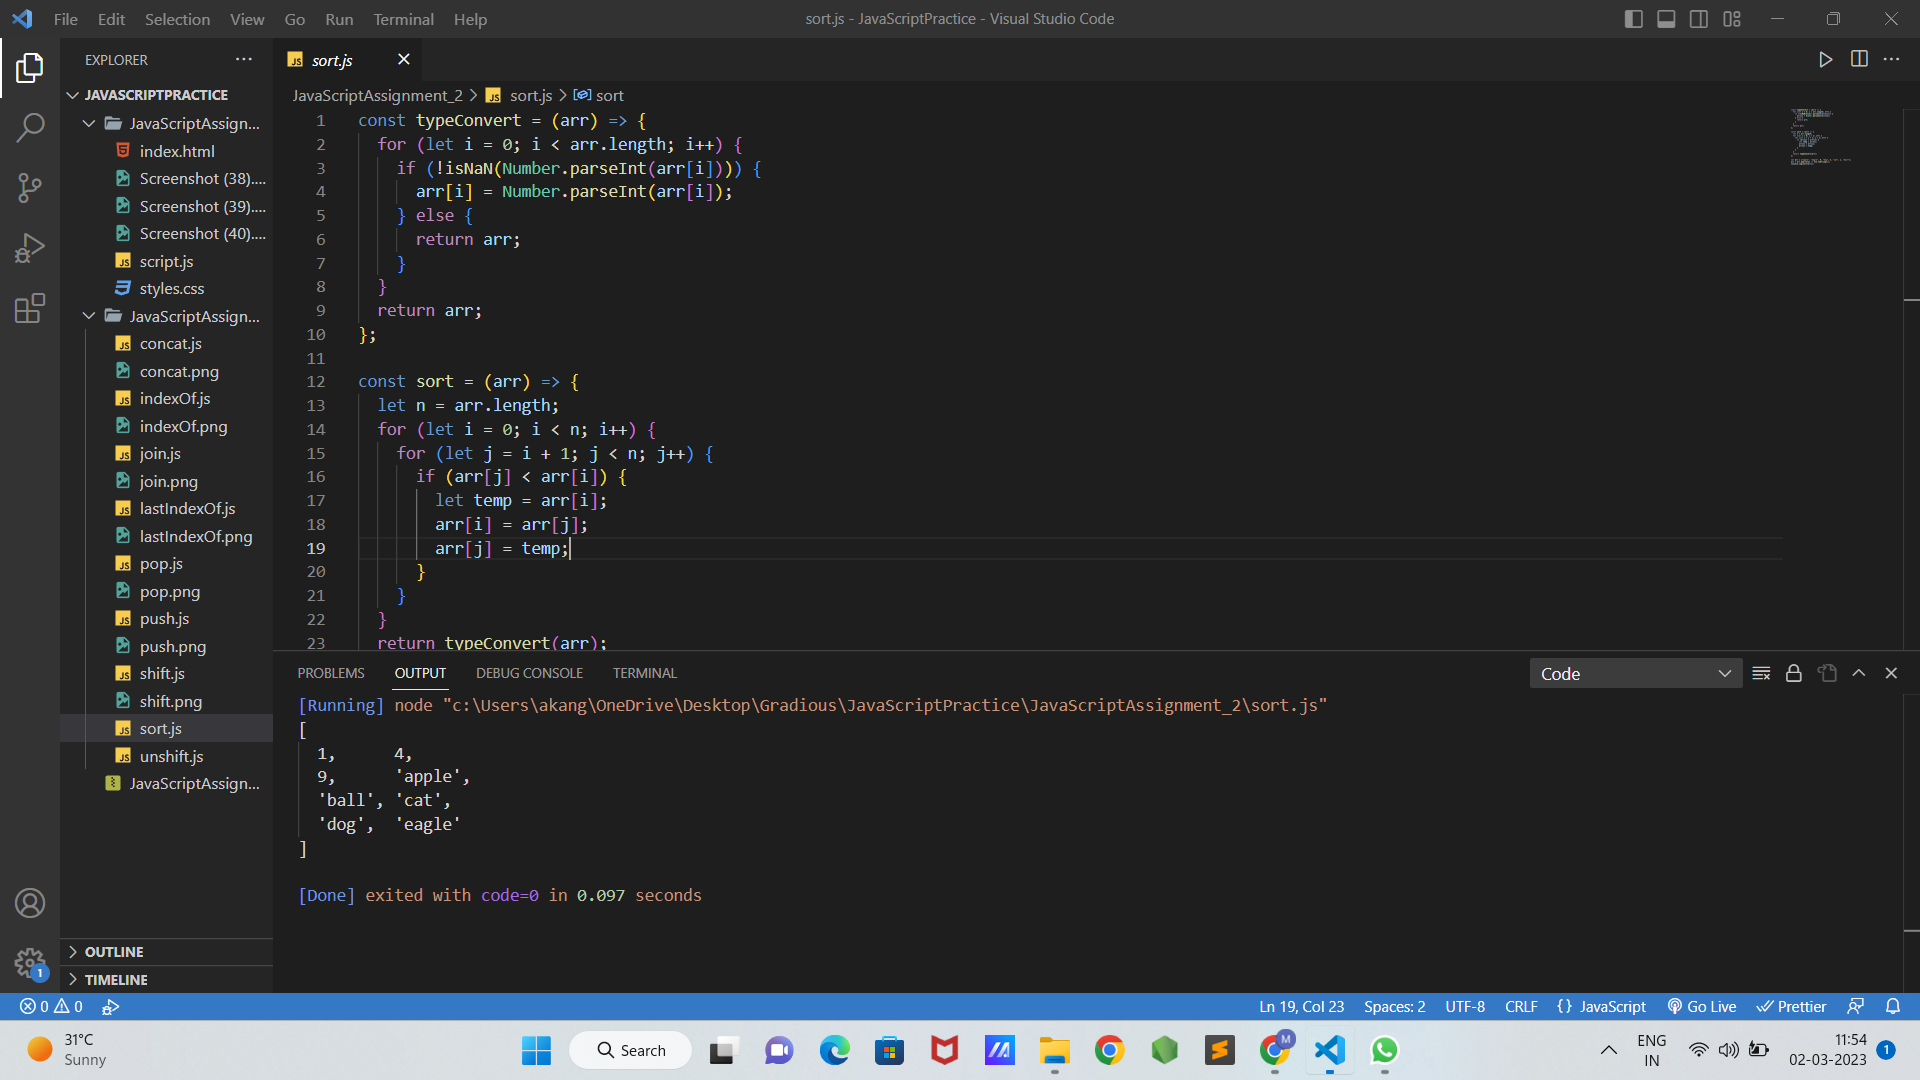 File Edit Selection View Go Run Terminal Help
sort.js - JavaScriptPractice - Visual Studio Code
EXPLORER
JAVASCRIPTPRACTICE
JavaScriptAssign...
index.html
Screenshot (38)....
Screenshot (39)....
Screenshot (40)....
script.js
styles.css
JavaScriptAssign...
concat.js
concat.png
indexOf.js
indexOf.png
join.js
join.png
lastIndexOf.js
lastIndexOf.png
pop.js
pop.png
push.js
push.png
shift.js
shift.png
sort.js
unshift.js
JavaScriptAssign...
OUTLINE
TIMELINE
JS sort.js
JavaScriptAssignment_2 > JS sort.js > sort
1 const typeConvert = (arr) => {
2 for (let i = 0; i < arr.length; i++) {
3 if (!isNaN(Number.parseInt(arr[i]))) {
4 arr[i] = Number.parseInt(arr[i]);
5 } else {
6 return arr;
7 }
8 }
9 return arr;
10 };
11
12 const sort = (arr) => {
13 let n = arr.length;
14 for (let i = 0; i < n; i++) {
15 for (let j = i + 1; j < n; j++) {
16 if (arr[j] < arr[i]) {
17 let temp = arr[i];
18 arr[i] = arr[j];
19 arr[j] = temp;
20 }
21 }
22 }
23 return typeConvert(arr);
PROBLEMS OUTPUT DEBUG CONSOLE TERMINAL
Code
[Running] node "c:\Users\akang\OneDrive\Desktop\Gradious\JavaScriptPractice\JavaScriptAssignment_2\sort.js"
[
1, 4,
9, 'apple',
'ball', 'cat',
'dog', 'eagle'
]
[Done] exited with code=0 in 0.097 seconds
1
0 0
Ln 19, Col 23 Spaces: 2 UTF-8 CRLF {} JavaScript Go Live Prettier
31°C
Sunny
Search
M
ENG
IN
11:54
02-03-2023
1